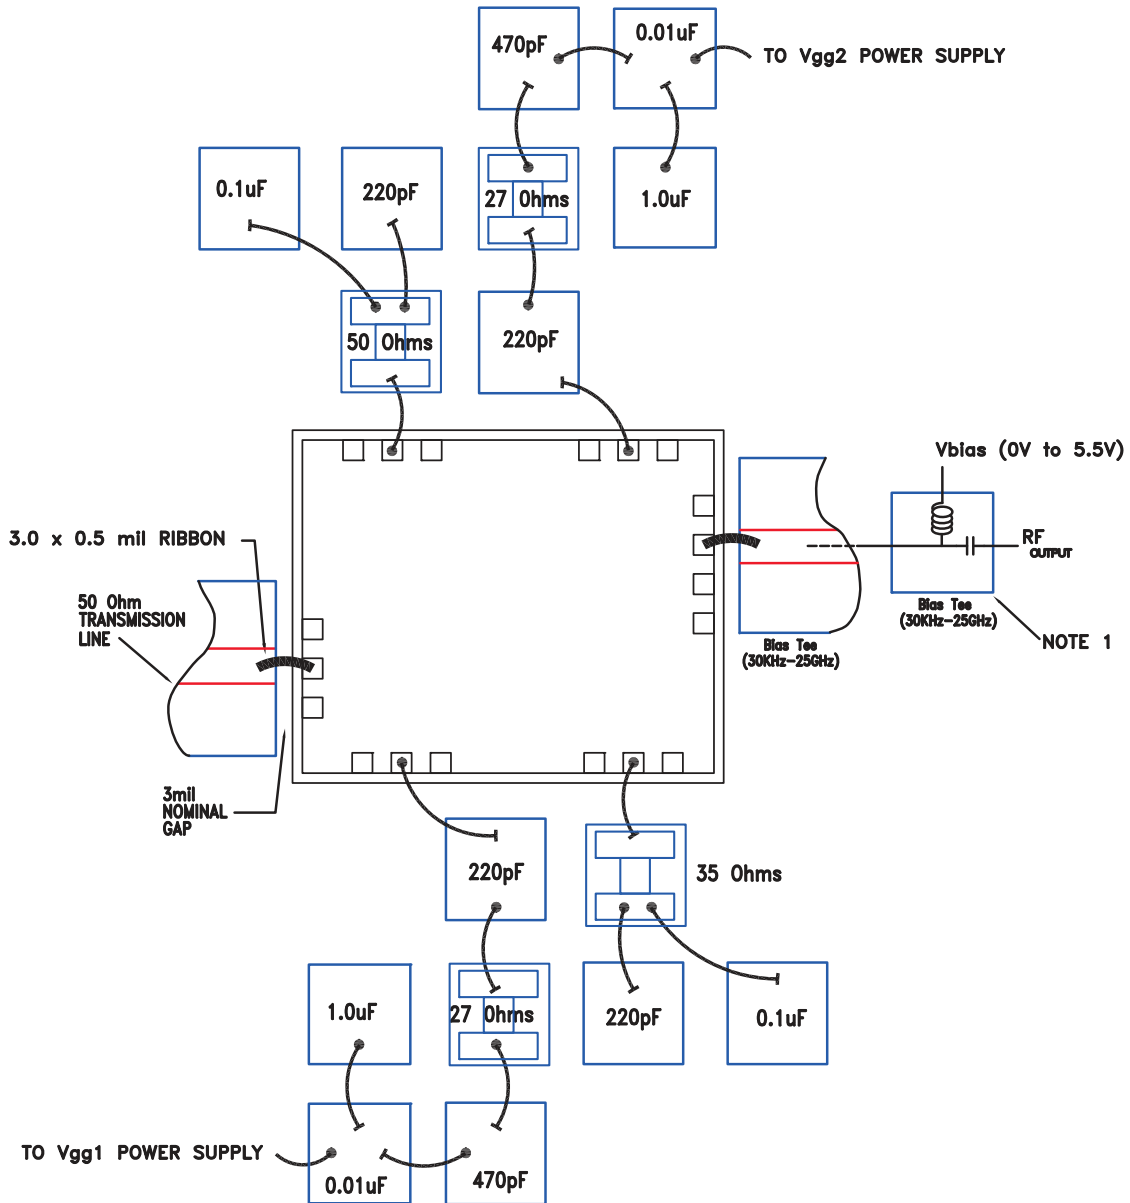 470pF
0.01uF
TO Vgg2 POWER SUPPLY
0.1uF
220pF
27 Ohms
1.0uF
50 Ohms
220pF
Vbias (0V to 5.5V)
3.0 x 0.5 mil RIBBON
RF
OUTPUT
50 Ohm
TRANSMISSION
LINE
Bias Tee
(30KHz-25GHz)
NOTE 1
Bias Tee
(30KHz-25GHz)
3mil
NOMINAL
GAP
220pF
35 Ohms
1.0uF
27 Ohms
220pF
0.1uF
TO Vgg1 POWER SUPPLY
0.01uF
470pF